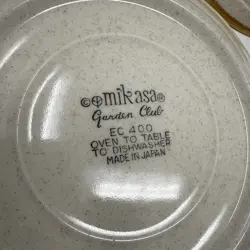 ©mikasa®
Garden Club
EC 400
OVEN TO TABLE
TO DISHWASHER
MADE IN JAPAN